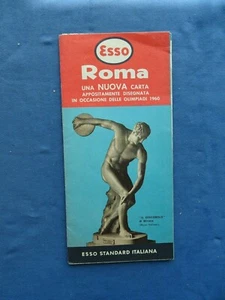 Esso
Roma
UNA NUOVA CARTA
APPOSITAMENTE DISEGNATA
IN OCCASIONE DELLE OLIMPIADI 1960
ESSO STANDARD ITALIANA